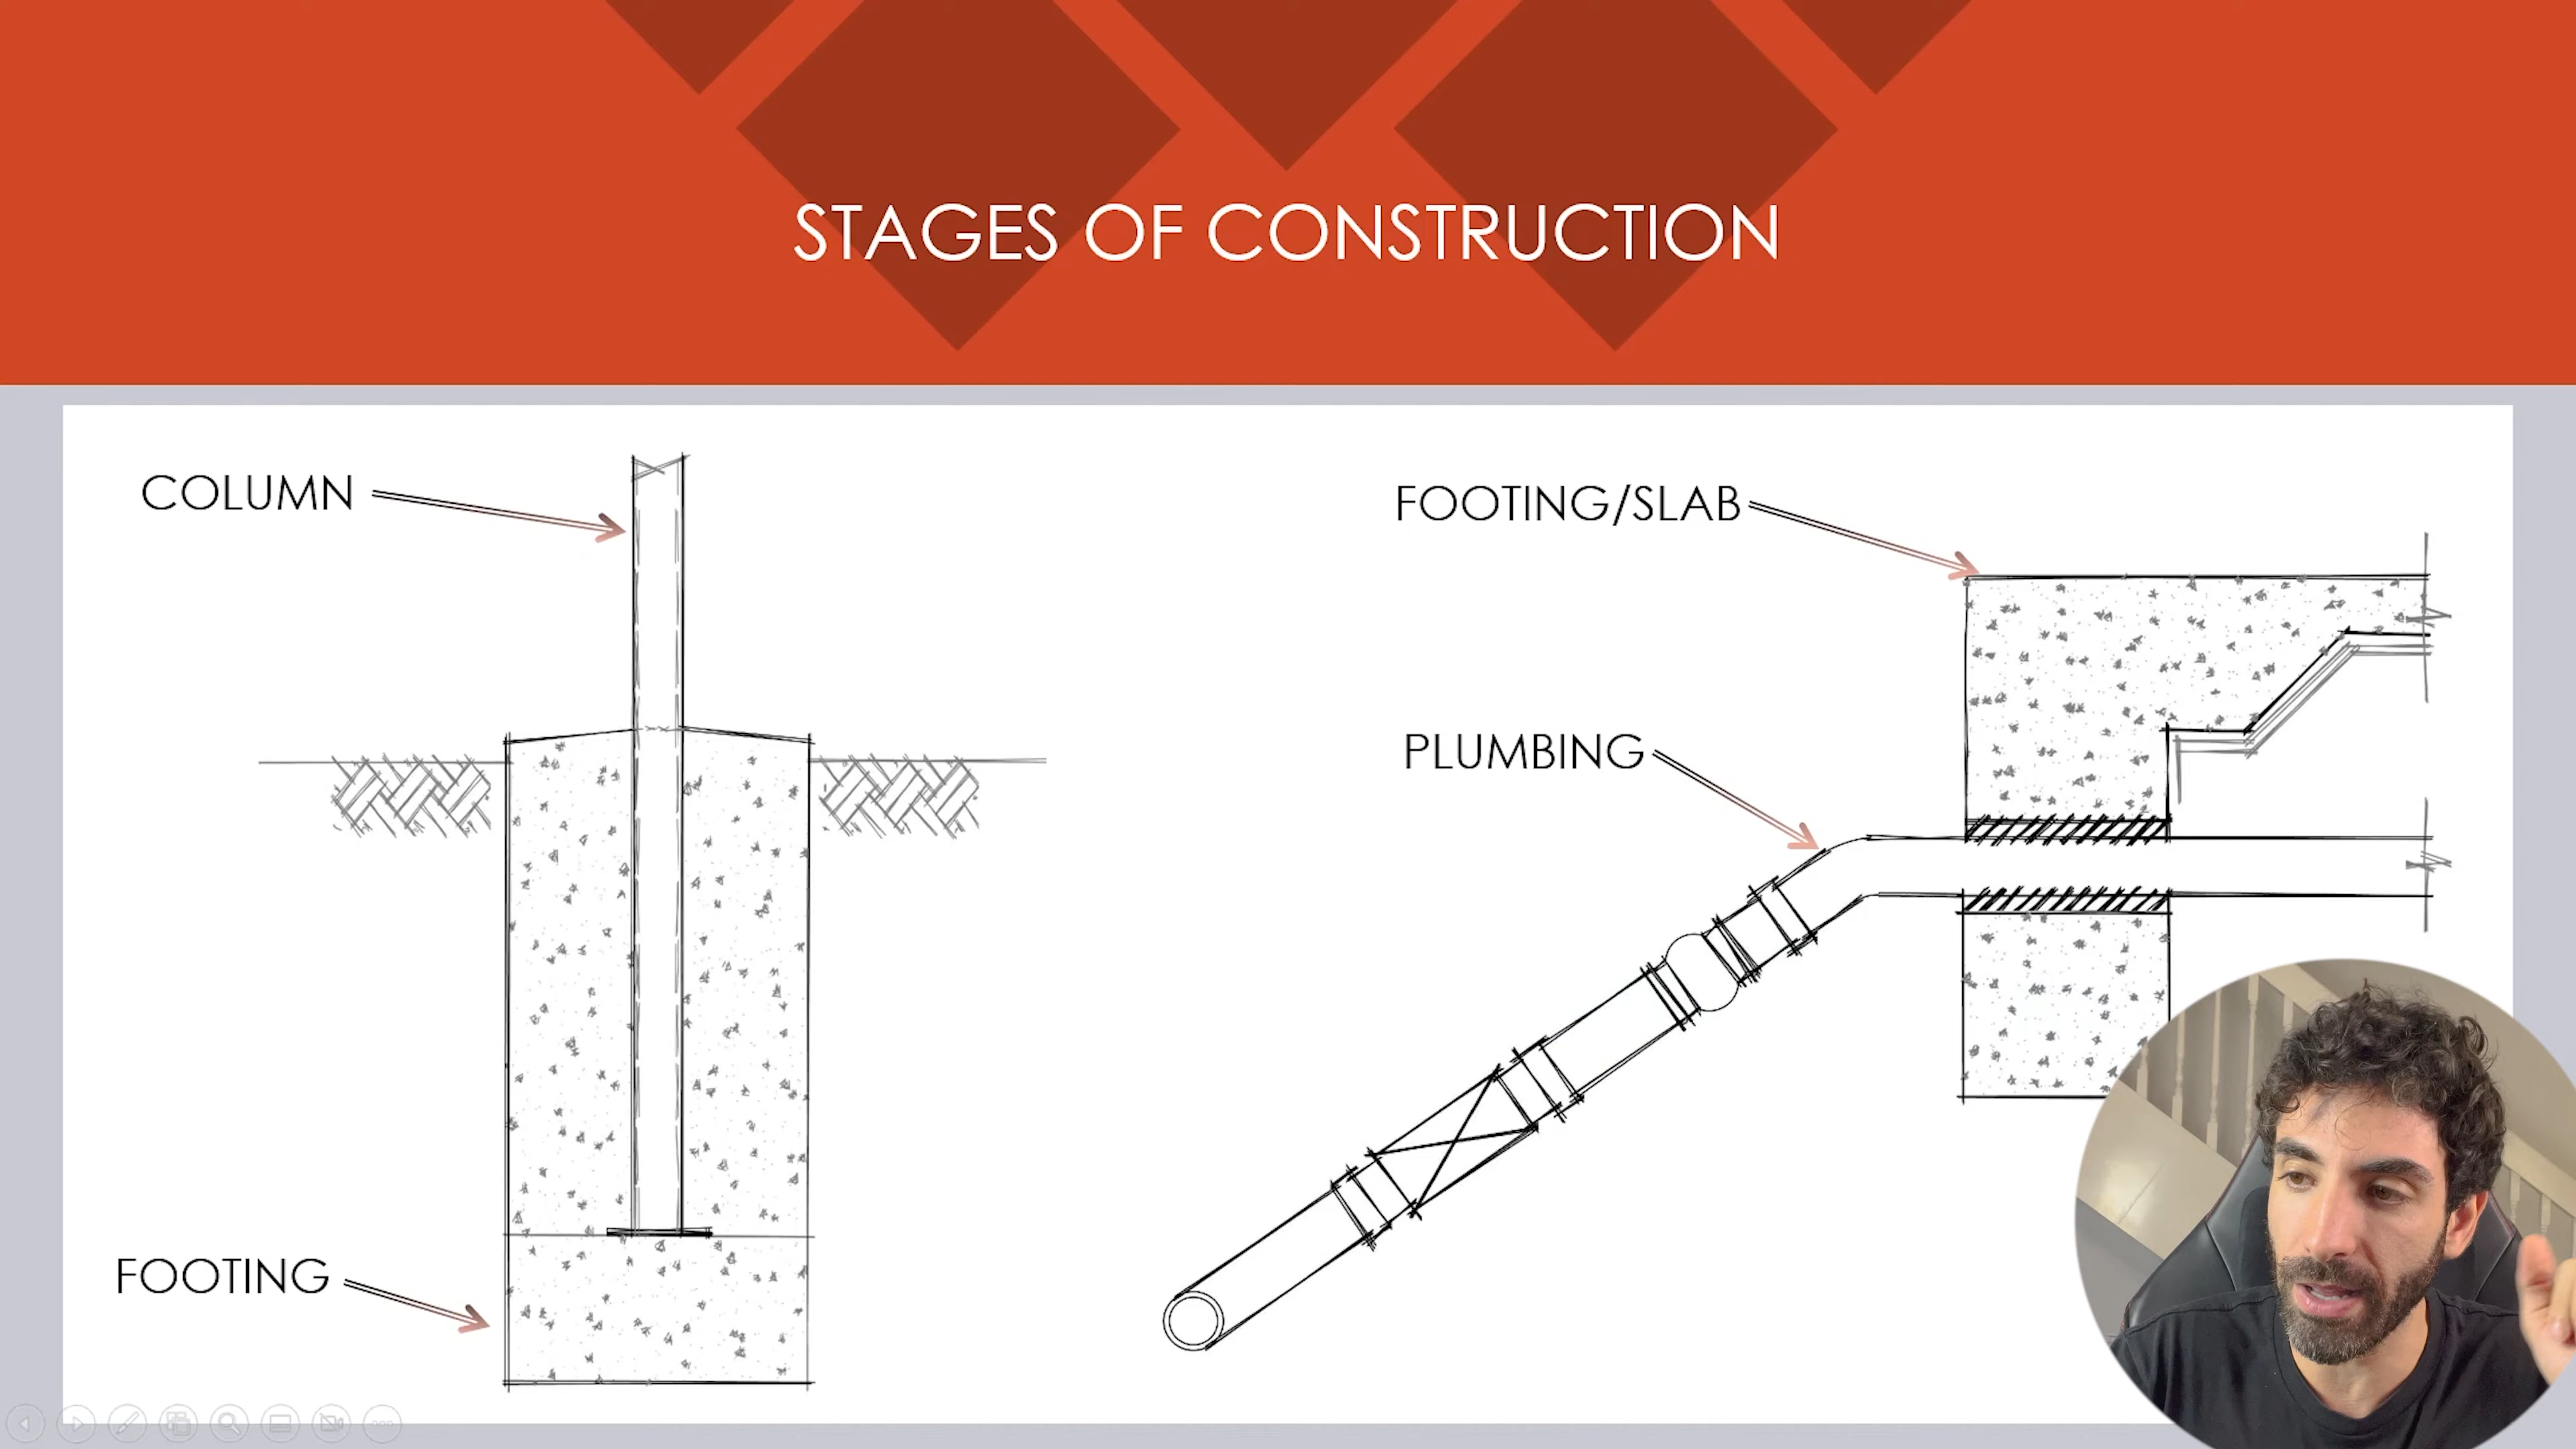 STAGES OF CONSTRUCTION
COLUMN
FOOTING/SLAB
PLUMBING
FOOTING